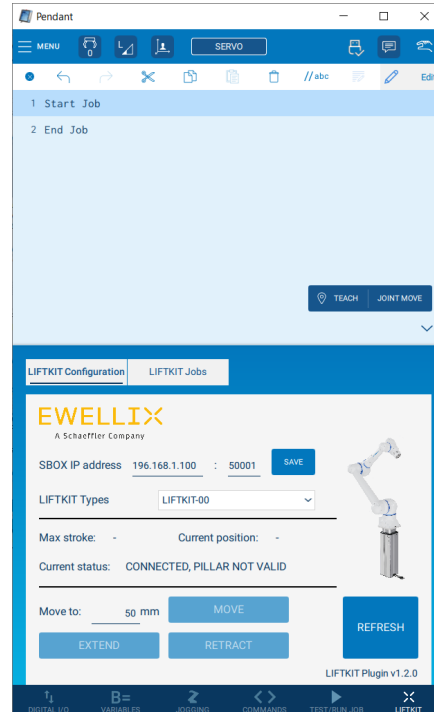 Pendant
MENU 0 SERVO
// abc Edi
1 Start Job
2 End Job
TEACH JOINT MOVE
LIFTKIT Configuration LIFTKIT Jobs
EWELLIX
A Schaeffler Company
SBOX IP address 196.168.1.100 : 50001 SAVE
LIFTKIT Types LIFTKIT-00
Max stroke: - Current position: -
Current status: CONNECTED, PILLAR NOT VALID
Move to: 50 mm MOVE
EXTEND RETRACT REFRESH
LIFTKIT Plugin v1.2.0
DIGITAL I/O VARIABLES JOGGING COMMANDS TEST/RUN JOB LIFTKIT